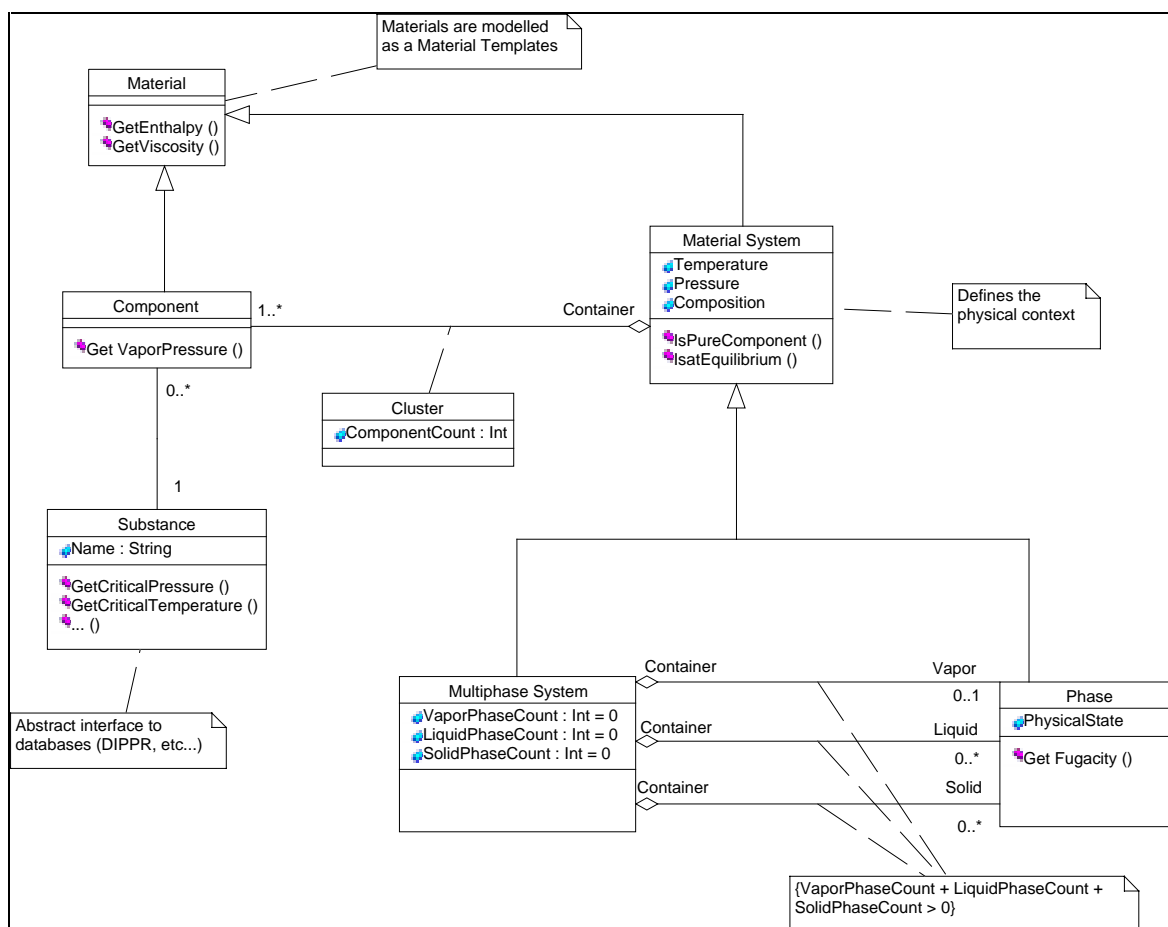 Materials are modelled
as a Material Templates
Material
GetEnthalpy ()
GetViscosity ()
Material System
Temperature
Pressure
Composition
IsPureComponent ()
IsatEquilibrium ()
Defines the
physical context
Component
Get VaporPressure ()
1..*
Container
0..*
Cluster
ComponentCount : Int
1
Substance
Name : String
GetCriticalPressure ()
GetCriticalTemperature ()
... ()
Abstract interface to
databases (DIPPR, etc...)
Multiphase System
VaporPhaseCount : Int = 0
LiquidPhaseCount : Int = 0
SolidPhaseCount : Int = 0
Container
Vapor
0..1
Container
Liquid
0..*
Container
Solid
0..*
Phase
PhysicalState
Get Fugacity ()
{VaporPhaseCount + LiquidPhaseCount +
SolidPhaseCount > 0}